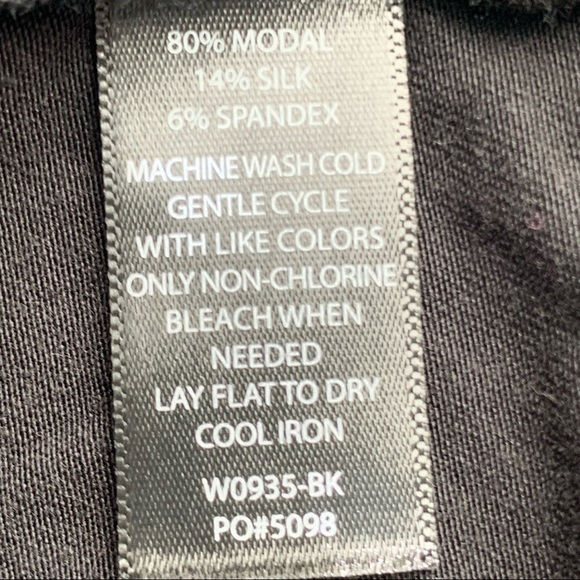 80% MODAL
14% SILK
6% SPANDEX
MACHINE WASH COLD
GENTLE CYCLE
WITH LIKE COLORS
ONLY NON-CHLORINE
BLEACH WHEN
NEEDED
LAY FLAT TO DRY
COOL IRON
W0935-BK
PO#5098